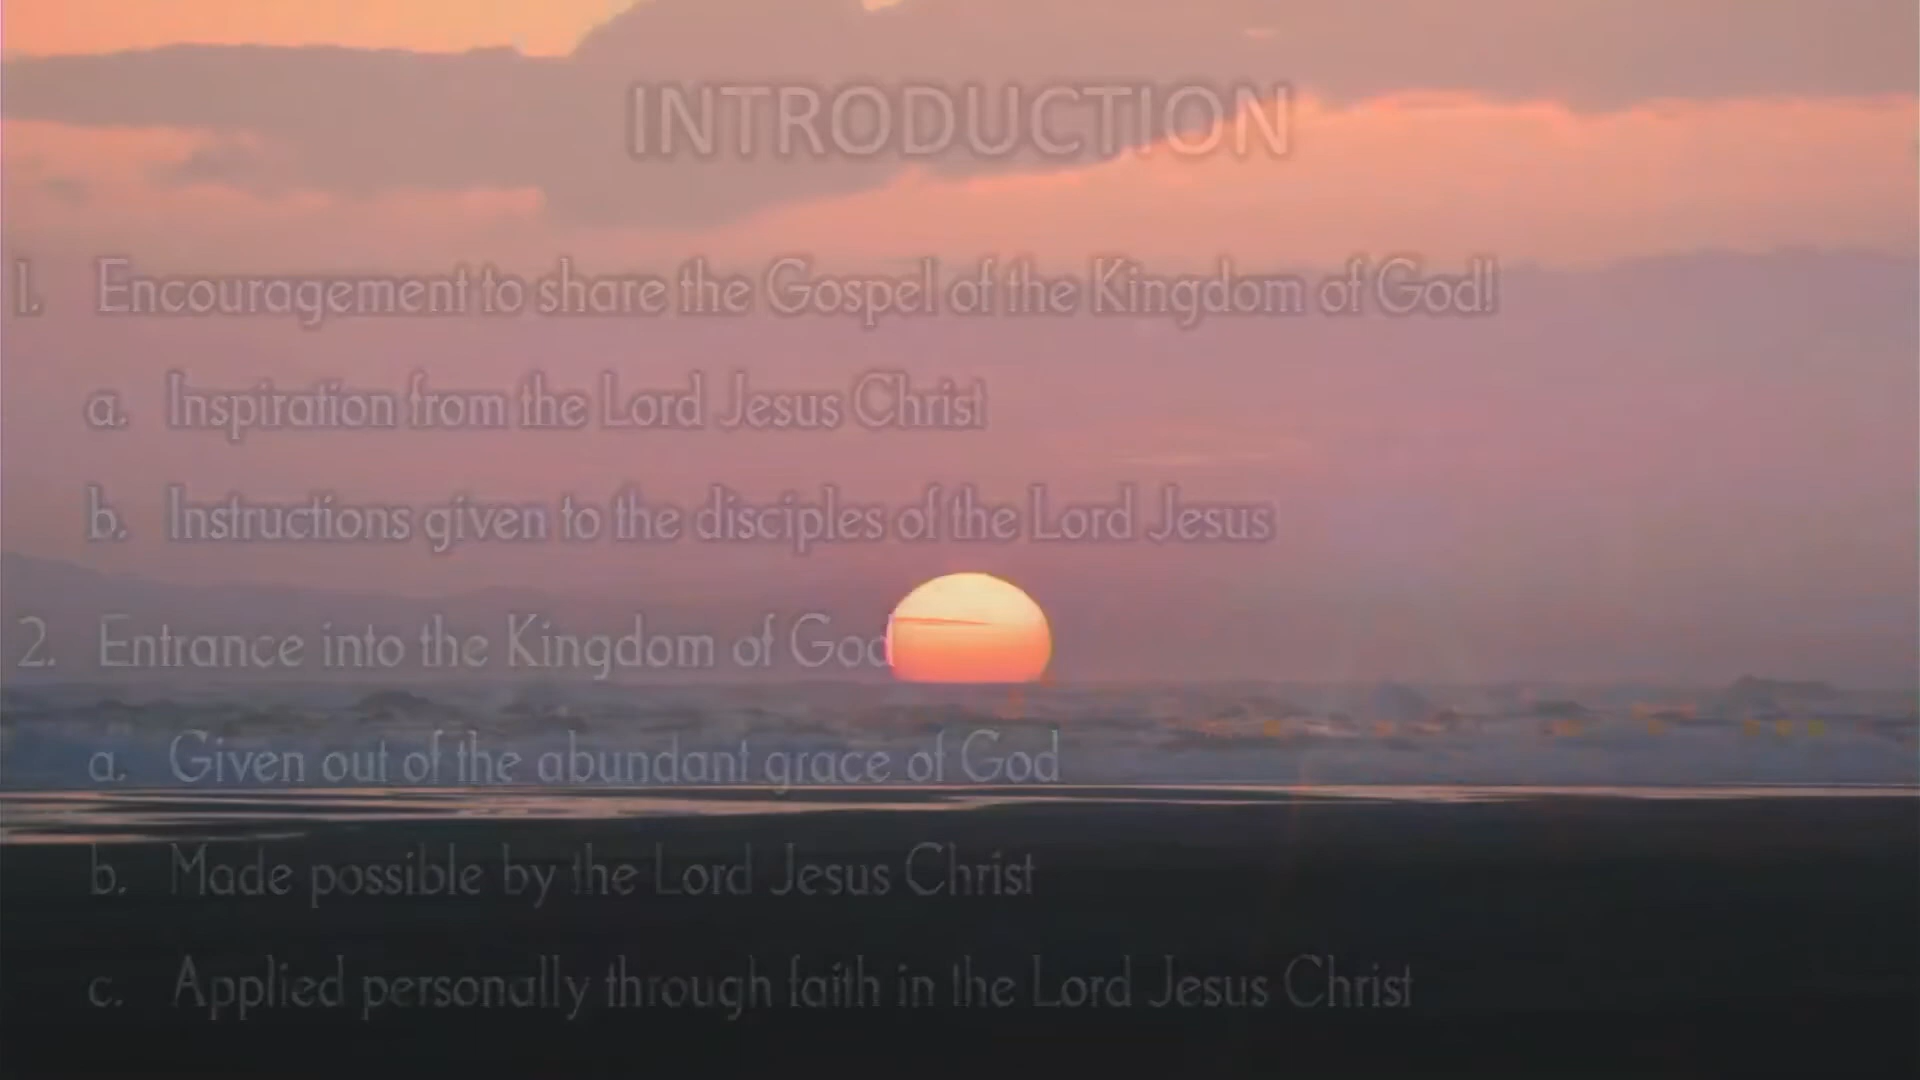 INTRODUCTION
1. Encouragement to share the Gospel of the Kingdom of God!
a. Inspiration from the Lord Jesus Christ
b. Instructions given to the disciples of the Lord Jesus
2. Entrance into the Kingdom of God
a. Given out of the abundant grace of God
b. Made possible by the Lord Jesus Christ
c. Applied personally through faith in the Lord Jesus Christ